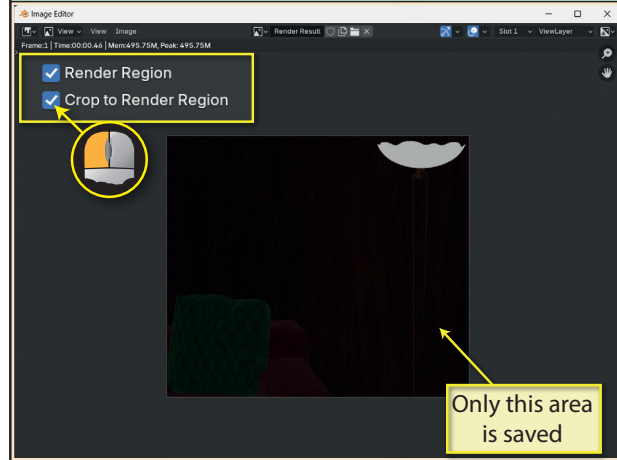 Image Editor
View View Image Render Result Slot 1 ViewLayer
Frame:1 | Time:00:00.46 | Mem:495.75M, Peak: 495.75M
Render Region
Crop to Render Region
Only this area
is saved